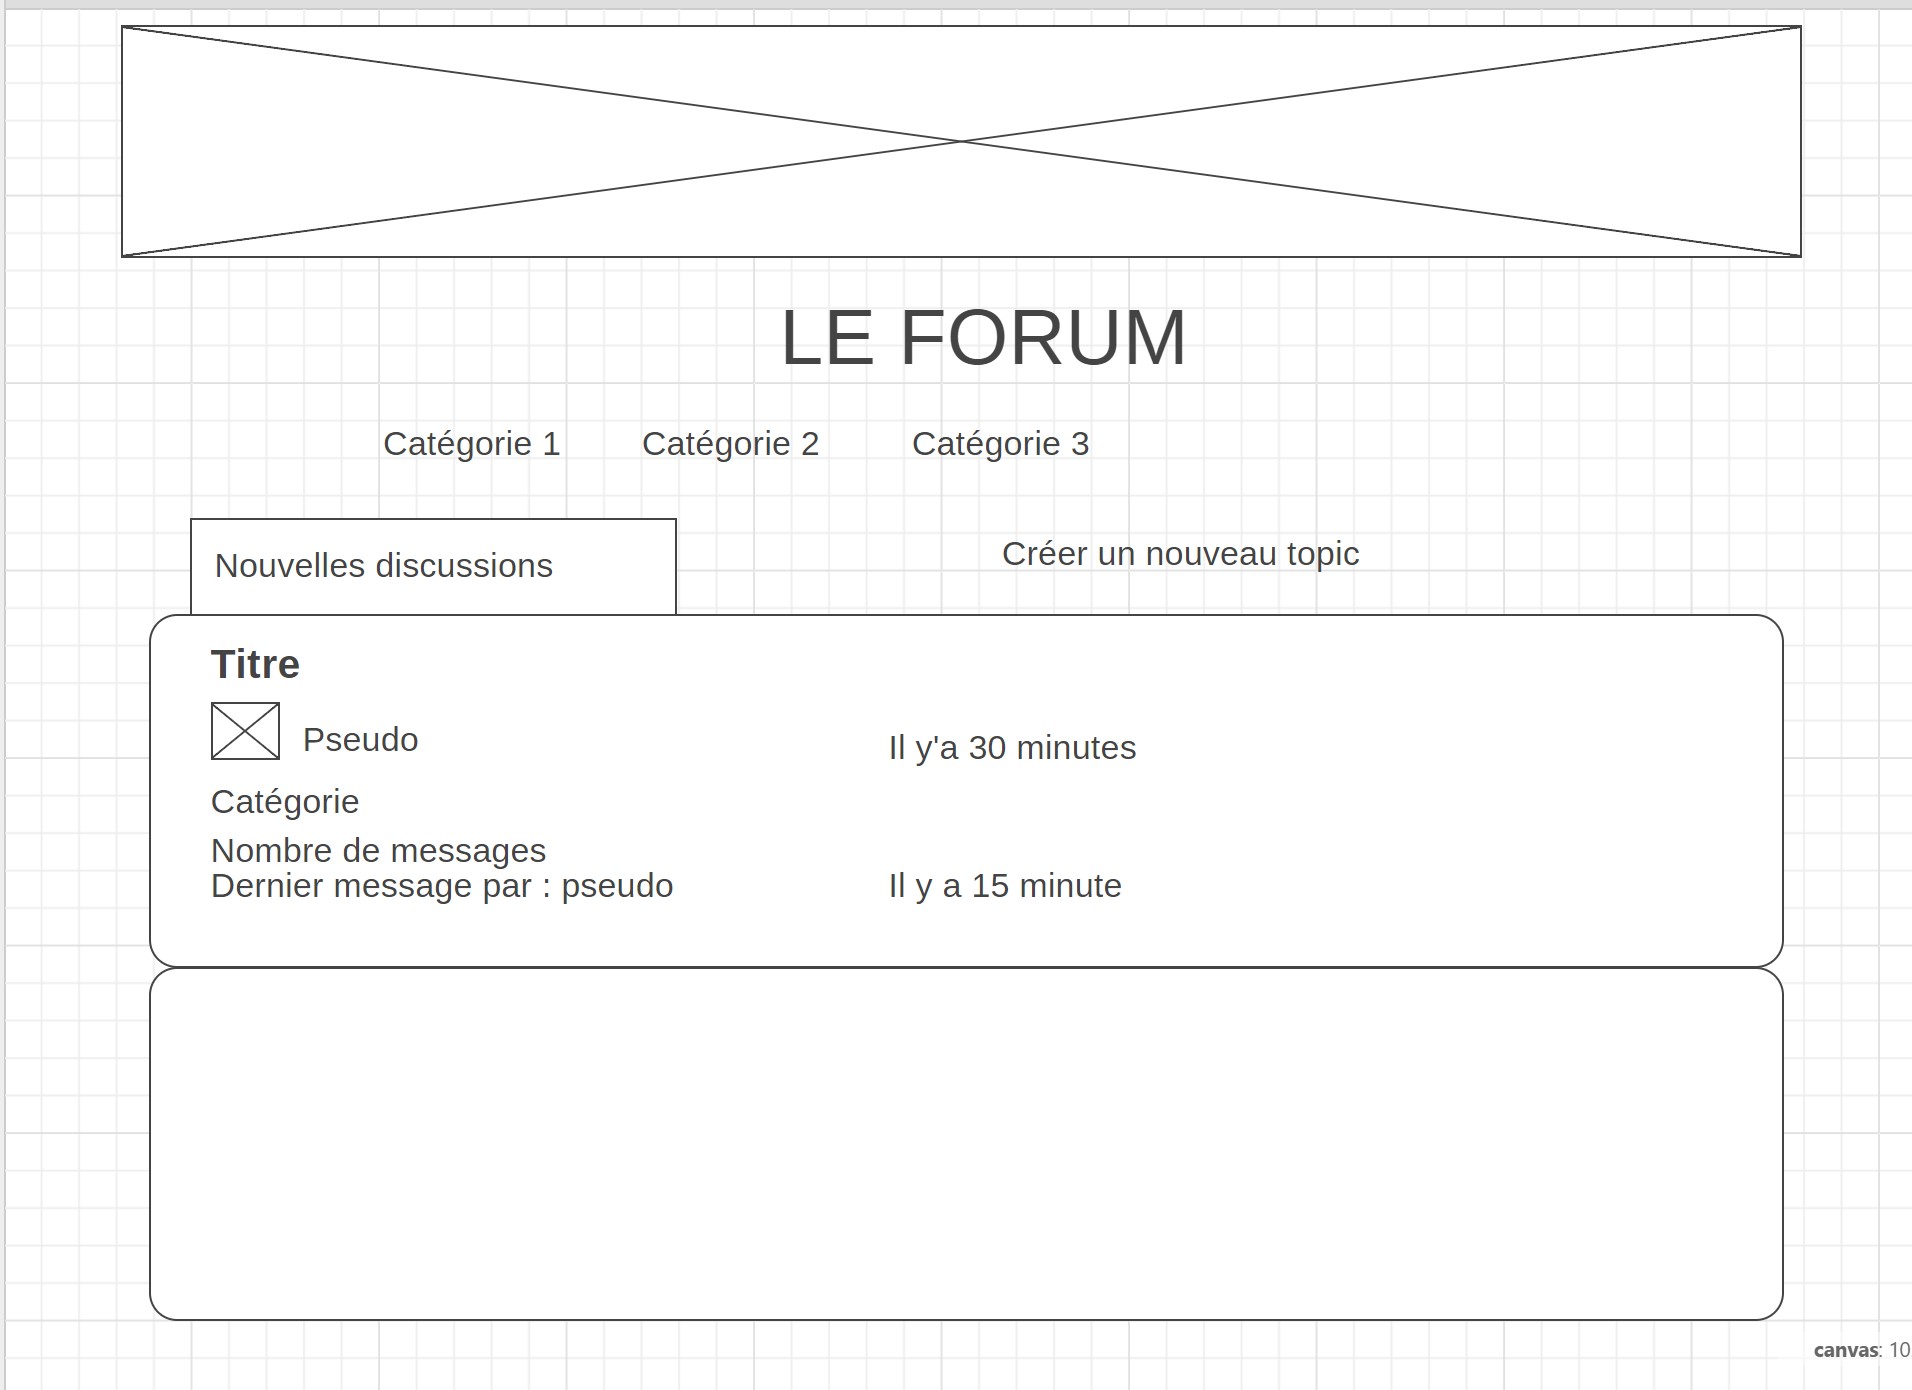 LE FORUM
Catégorie 1 Catégorie 2 Catégorie 3
Nouvelles discussions
Créer un nouveau topic
Titre
Pseudo
Il y'a 30 minutes
Catégorie
Nombre de messages
Dernier message par : pseudo
Il y a 15 minute
canvas: 10